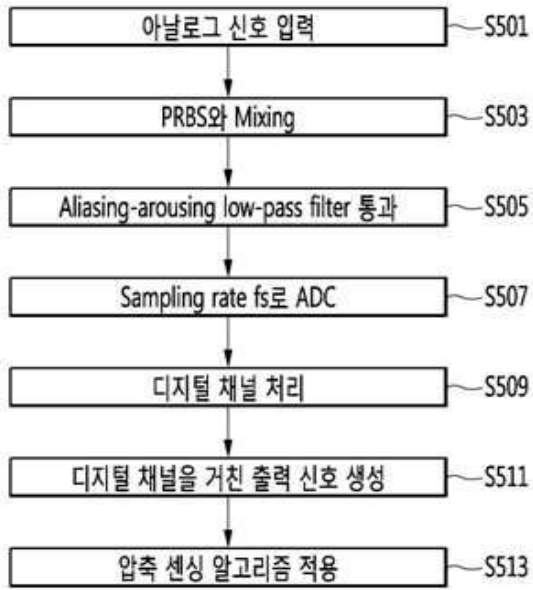 아날로그 신호 입력 S501
PRBS와 Mixing S503
Aliasing-arousing low-pass filter 통과 S505
Sampling rate fs로 ADC S507
디지털 채널 처리 S509
디지털 채널을 거친 출력 신호 생성 S511
압축 센싱 알고리즘 적용 S513